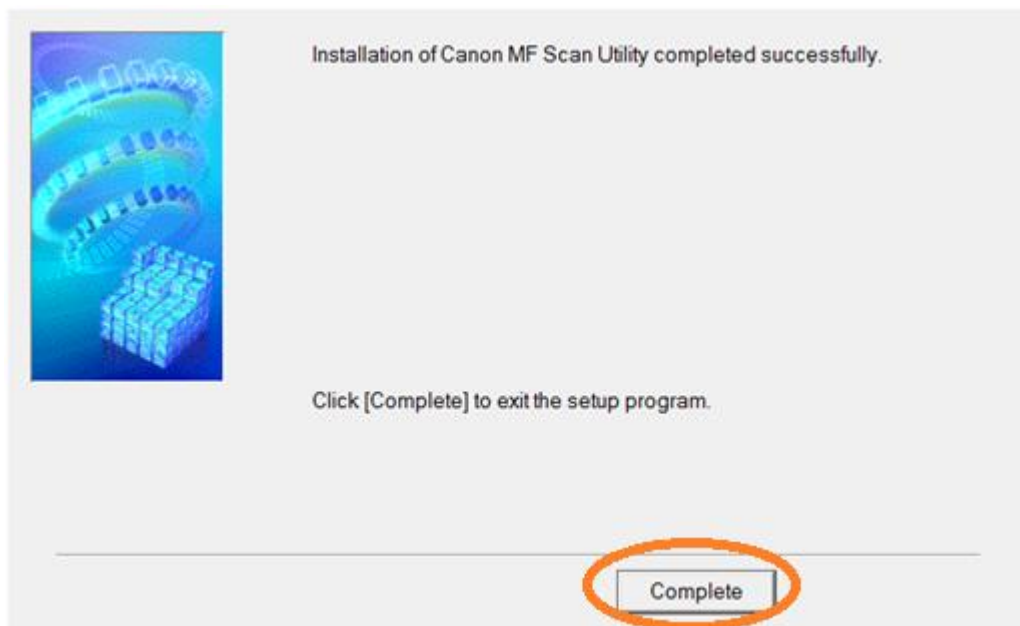 Installation of Canon MF Scan Utility completed successfully.
Click [Complete] to exit the setup program.
Complete